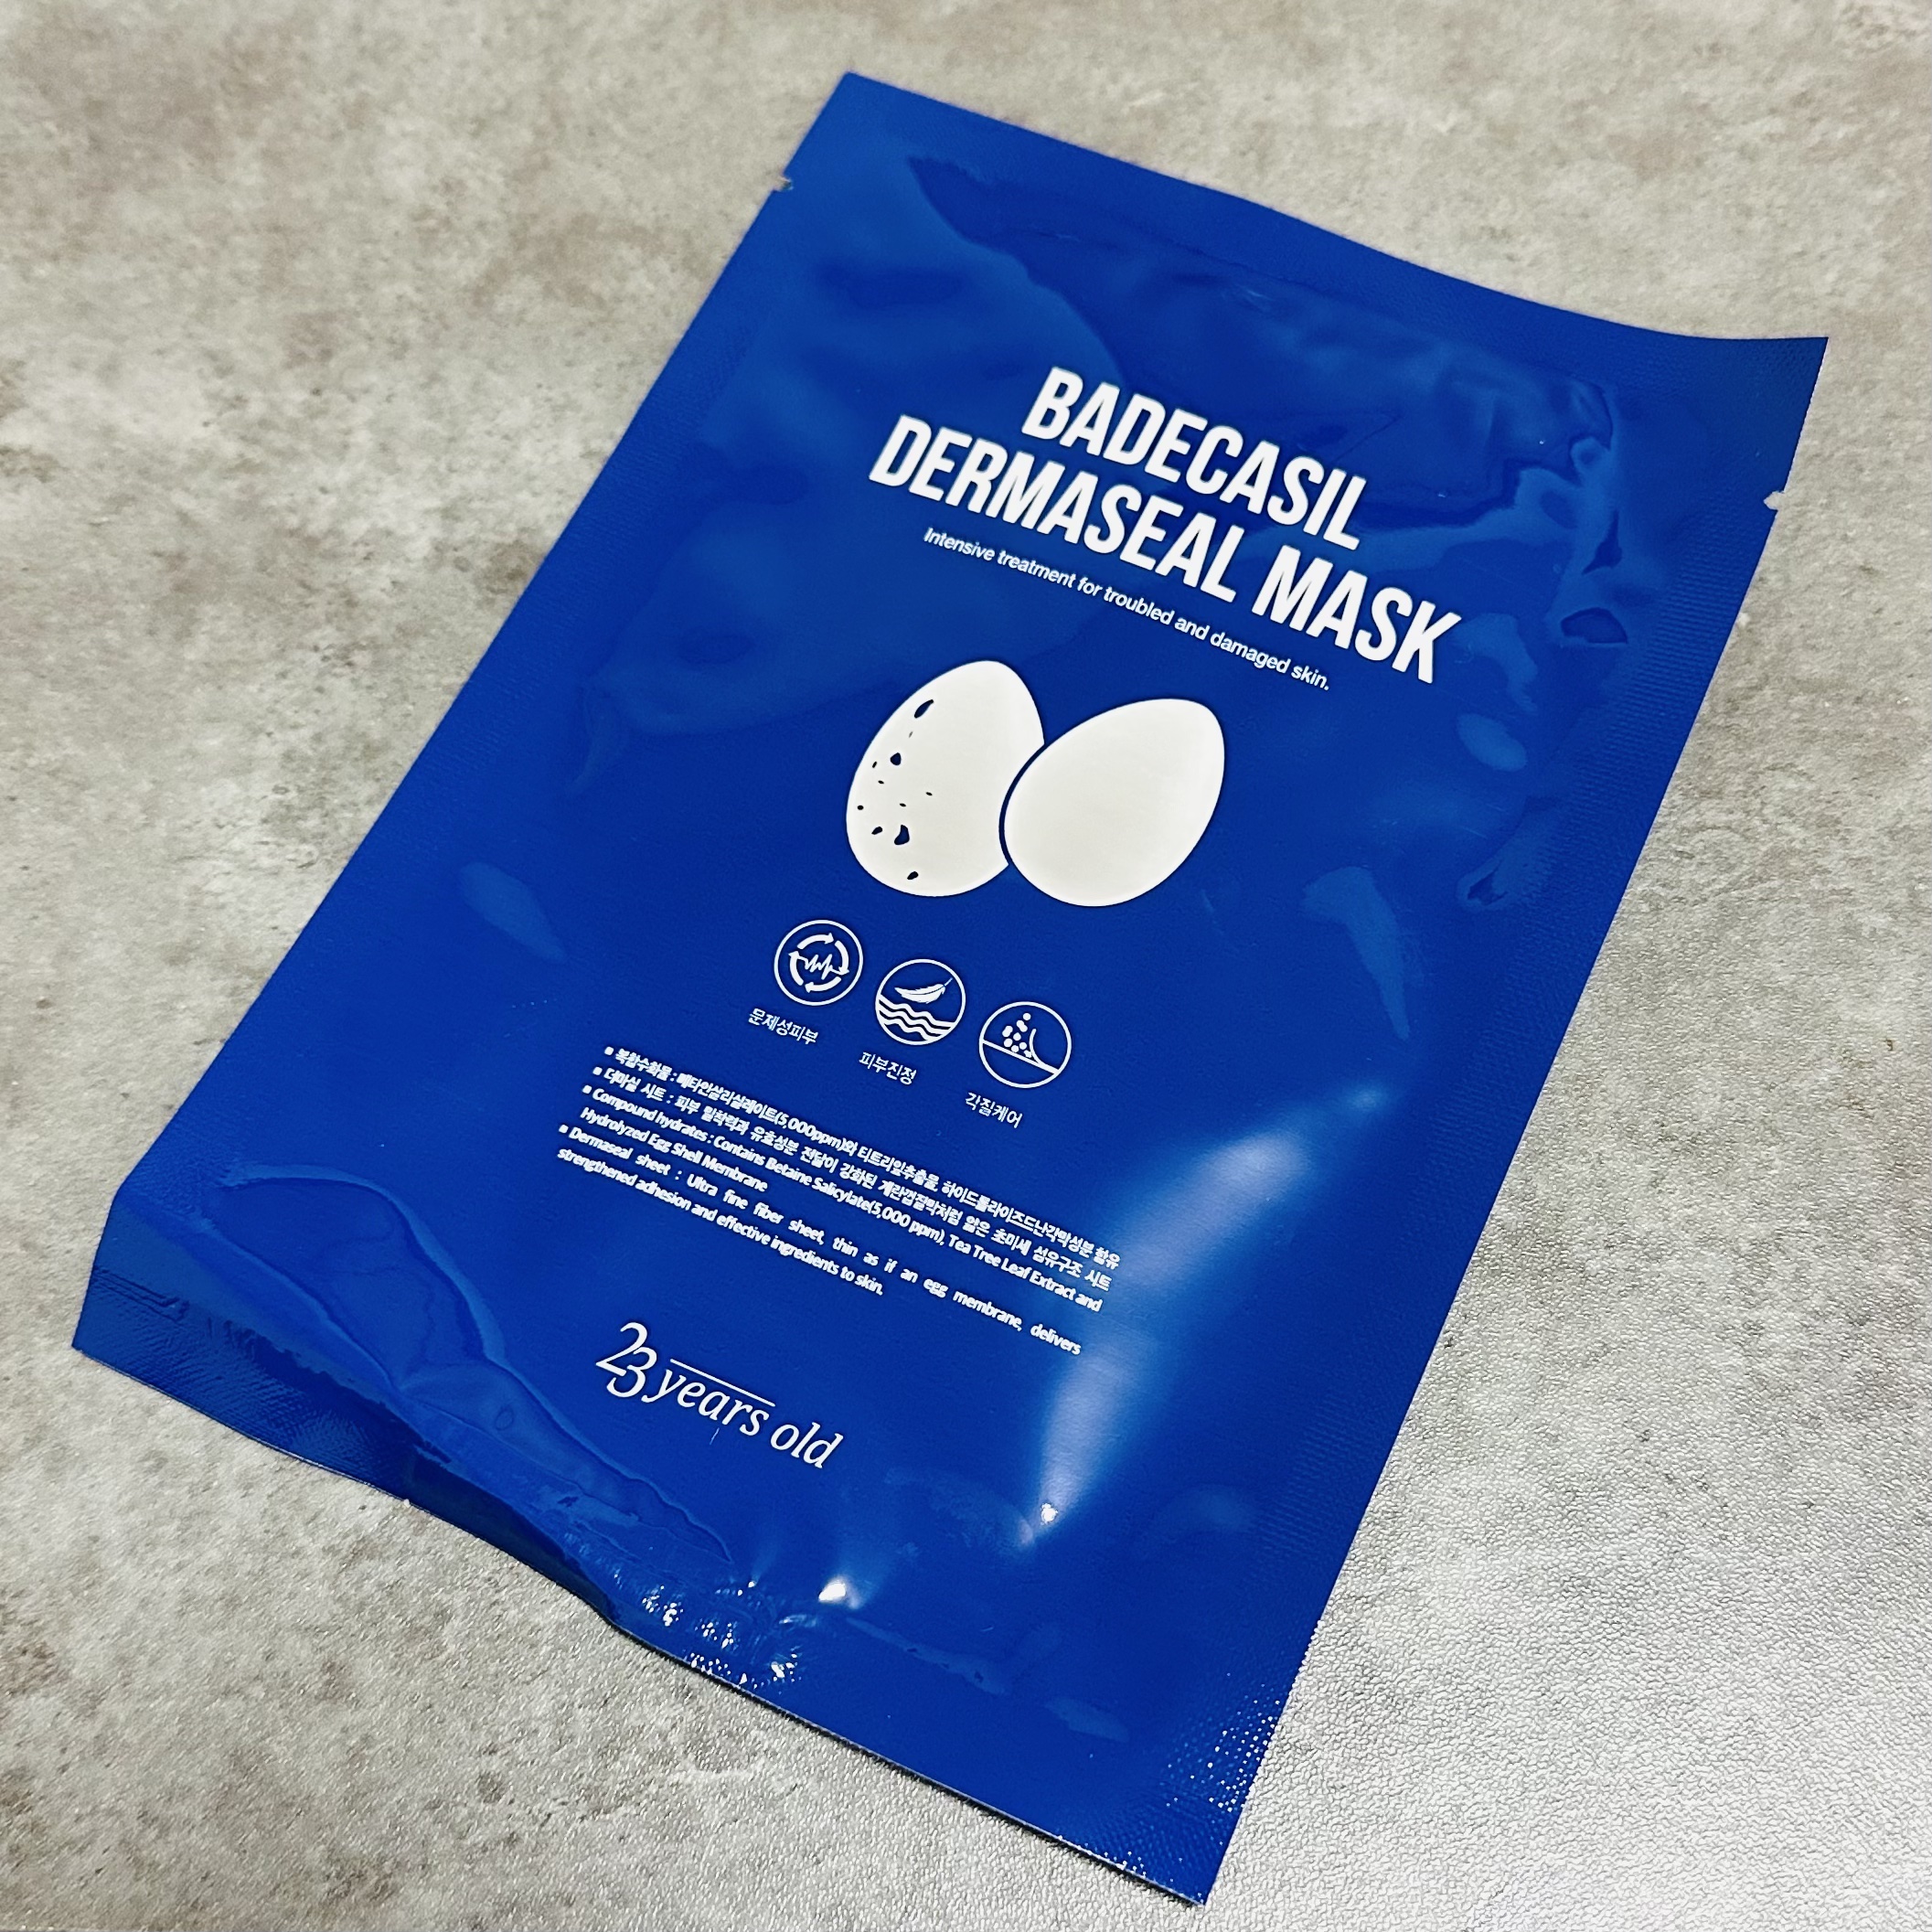 BADECASIL
DERMASEAL MASK
Intensive treatment for troubled and damaged skin.
문제성피부
피부진정
각질케어
▪ 복합수화물 : 베타인살리실레이트(5,000ppm)와 티트리잎추출물, 하이드롤라이즈드난각막성분 함유
▪ 더마실 시트 : 피부 밀착력과 유효성분 전달이 강화된 계란껍질막처럼 얇은 초미세 섬유구조 시트
▪ Compound hydrates : Contains Betaine Salicylate(5,000 ppm), Tea Tree Leaf Extract and
Hydrolyzed Egg Shell Membrane
▪ Dermaseal sheet : Ultra fine fiber sheet, thin as if an egg membrane, delivers
strengthened adhesion and effective ingredients to skin.
23 years old